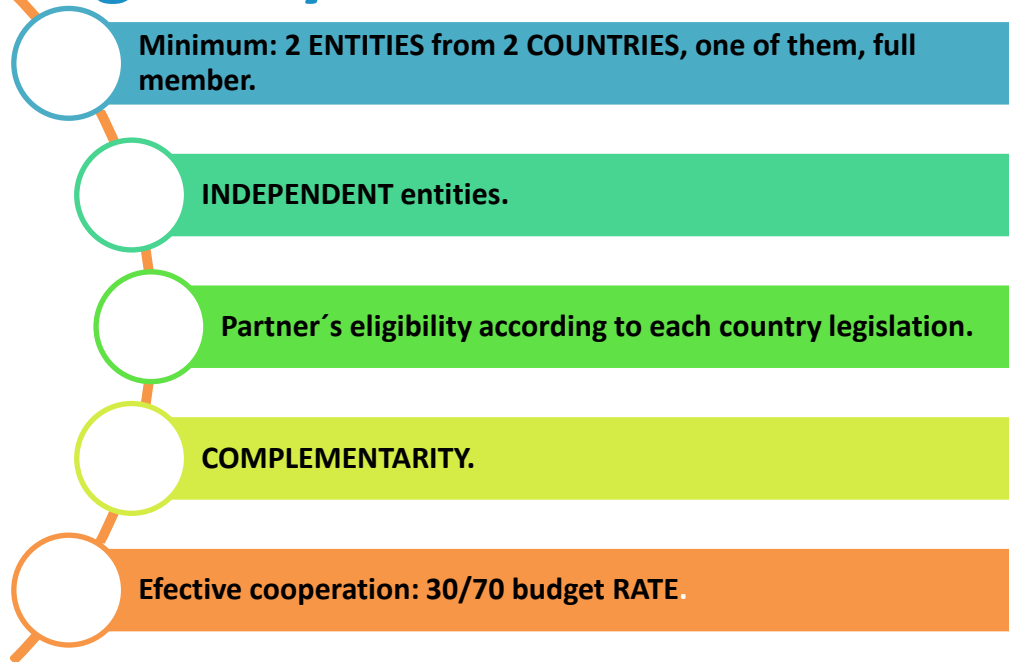 Minimum: 2 ENTITIES from 2 COUNTRIES, one of them, full
member.
INDEPENDENT entities.
Partner´s eligibility according to each country legislation.
COMPLEMENTARITY.
Efective cooperation: 30/70 budget RATE.